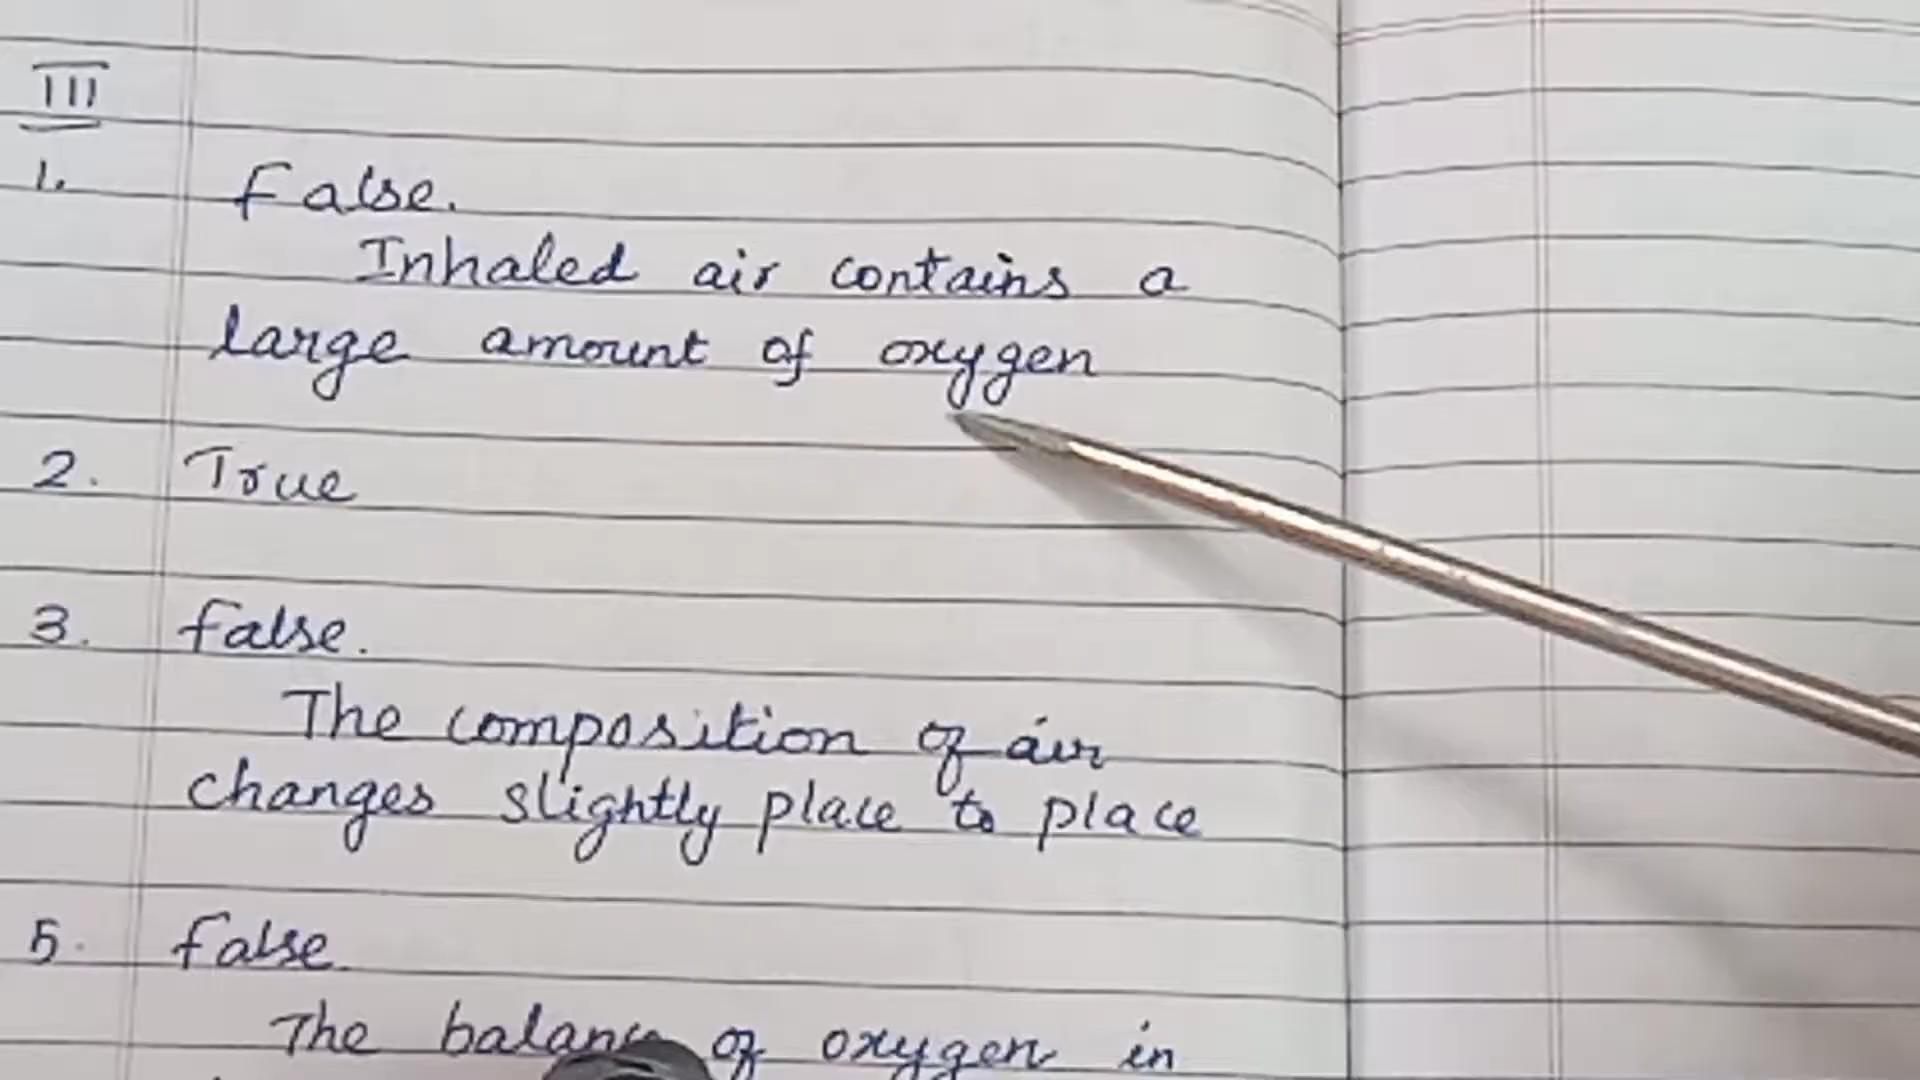 III
1. False.
Inhaled air contains a
large amount of oxygen
2. True
3. False.
The composition of air
changes slightly place to place
5. False.
The balance of oxygen in